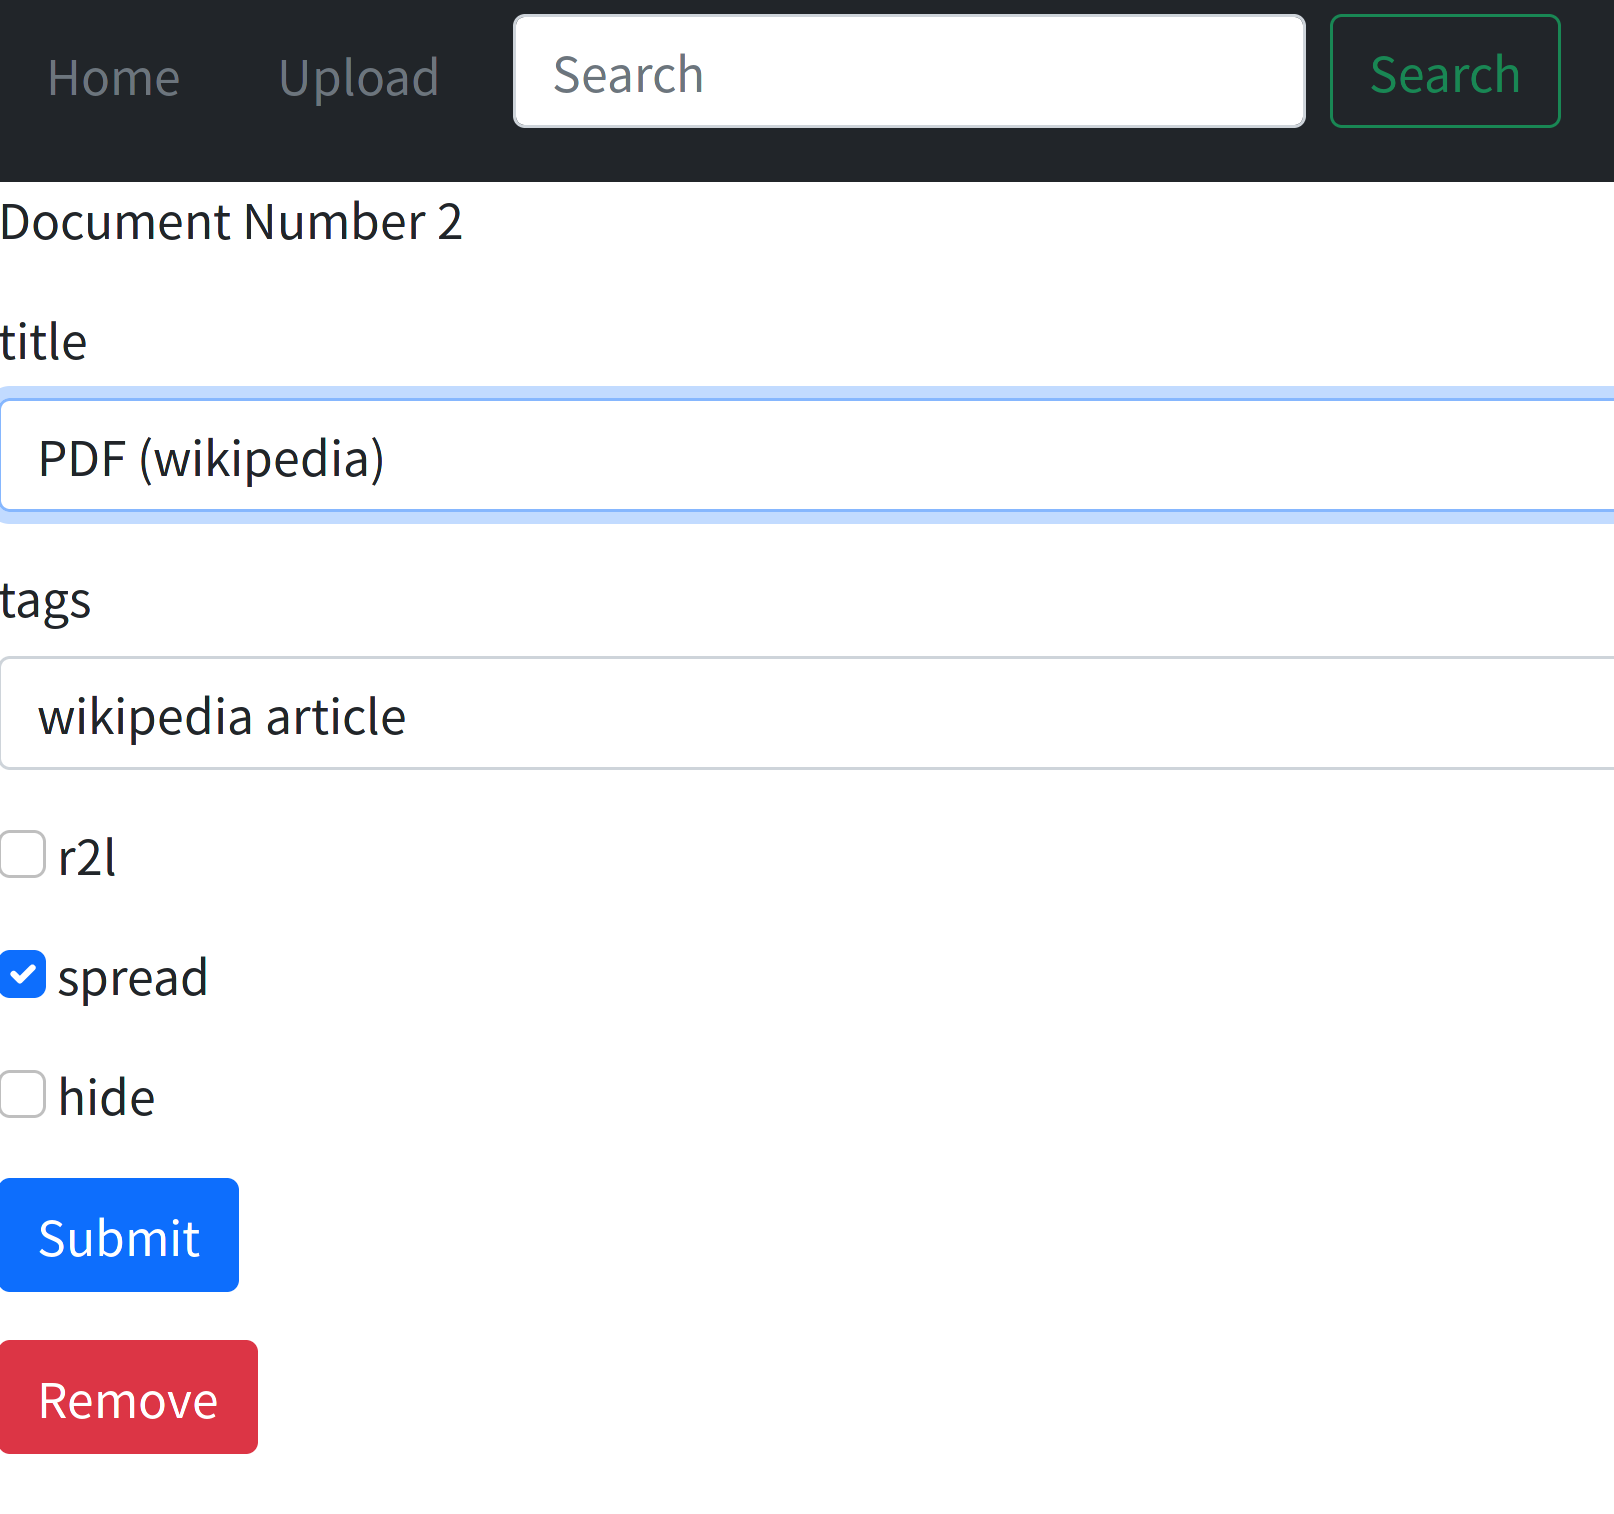 Home Upload Search Search
Document Number 2
title
PDF (wikipedia)
tags
wikipedia article
r2l
spread
hide
Submit
Remove